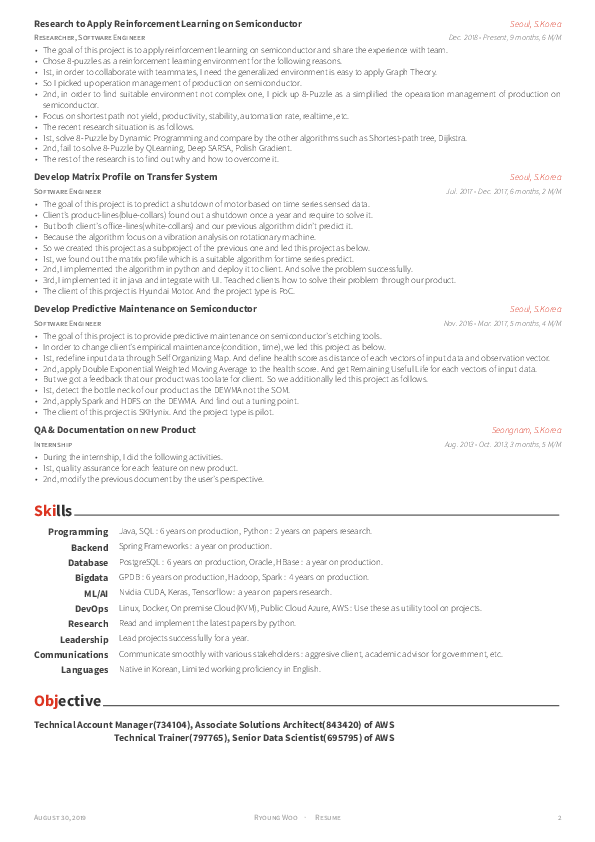 Research to Apply Reinforcement Learning on Semiconductor Seoul, S.Korea
Researcher, Software Engineer Dec. 2018 - Present, 9 months, 6 M/M
• The goal of this project is to apply reinforcement learning on semiconductor and share the experience with team.
• Chose 8-puzzles as a reinforcement learning environment for the following reasons.
• 1st, in order to collaborate with teammates, I need the generalized environment is easy to apply Graph Theory.
• So I picked up operation management of production on semiconductor.
• 2nd, in order to find suitable environment not complex one, I pick up 8-Puzzle as a simplified the opearation management of production on
semiconductor.
• Focus on shortest path not yield, productivity, stability, automation rate, realtime, etc.
• The recent research situation is as follows.
• 1st, solve 8-Puzzle by Dynamic Programming and compare by the other algorithms such as Shortest-path tree, Dijkstra.
• 2nd, fail to solve 8-Puzzle by QLearning, Deep SARSA, Polish Gradient.
• The rest of the research is to find out why and how to overcome it.
Develop Matrix Profile on Transfer System Seoul, S.Korea
Software Engineer Jul. 2017 - Dec. 2017, 6 months, 2 M/M
• The goal of this project is to predict a shutdown of motor based on time series sensed data.
• Client's product-lines(blue-collars) found out a shutdown once a year and require to solve it.
• But both client's office-lines(white-collars) and our previous algorithm didn't predict it.
• Because the algorithm focus on a vibration analysis on rotationary machine.
• So we created this project as a subproject of the previous one and led this project as below.
• 1st, we found out the matrix profile which is a suitable algorithm for time series predict.
• 2nd, I implemented the algorithm in python and deploy it to client. And solve the problem successfully.
• 3rd, I implemented it in java and integrate with UI. Teached clients how to solve their problem through our product.
• The client of this project is Hyundai Motor. And the project type is PoC.
Develop Predictive Maintenance on Semiconductor Seoul, S.Korea
Software Engineer Nov. 2016 - Mar. 2017, 5 months, 4 M/M
• The goal of this project is to provide predictive maintenance on semiconductor's etching tools.
• In order to change client's empirical maintenance(condition, time), we led this project as below.
• 1st, redefine input data through Self Organizing Map. And define health score as distance of each vectors of input data and observation vector.
• 2nd, apply Double Exponential Weighted Moving Average to the health score. And get Remaining Useful Life for each vectors of input data.
• But we got a feedback that our product was too late for client. So we additionally led this project as follows.
• 1st, detect the bottle neck of our product as the DEWMA not the SOM.
• 2nd, apply Spark and HDFS on the DEWMA. And find out a tuning point.
• The client of this project is SKHynix. And the project type is pilot.
QA & Documentation on new Product Seongnam, S.Korea
Internship Aug. 2013 - Oct. 2013, 3 months, 5 M/M
• During the internship, I did the following activities.
• 1st, quality assurance for each feature on new product.
• 2nd, modify the previous document by the user's perspective.
Skills
Programming Java, SQL : 6 years on production, Python : 2 years on papers research.
Backend Spring Frameworks : a year on production.
Database PostgreSQL : 6 years on production, Oracle, HBase : a year on production.
Bigdata GPDB : 6 years on production, Hadoop, Spark : 4 years on production.
ML/AI Nvidia CUDA, Keras, Tensorflow : a year on papers research.
DevOps Linux, Docker, On premise Cloud(KVM), Public Cloud Azure, AWS : Use these as utility tool on projects.
Research Read and implement the latest papers by python.
Leadership Lead projects successfully for a year.
Communications Communicate smoothly with various stakeholders : aggresive client, academic advisor for government, etc.
Languages Native in Korean, Limited working proficiency in English.
Objective
Technical Account Manager(734104), Associate Solutions Architect(843420) of AWS
Technical Trainer(797765), Senior Data Scientist(695795) of AWS
August 30, 2019 Ryoung Woo · Resume 2